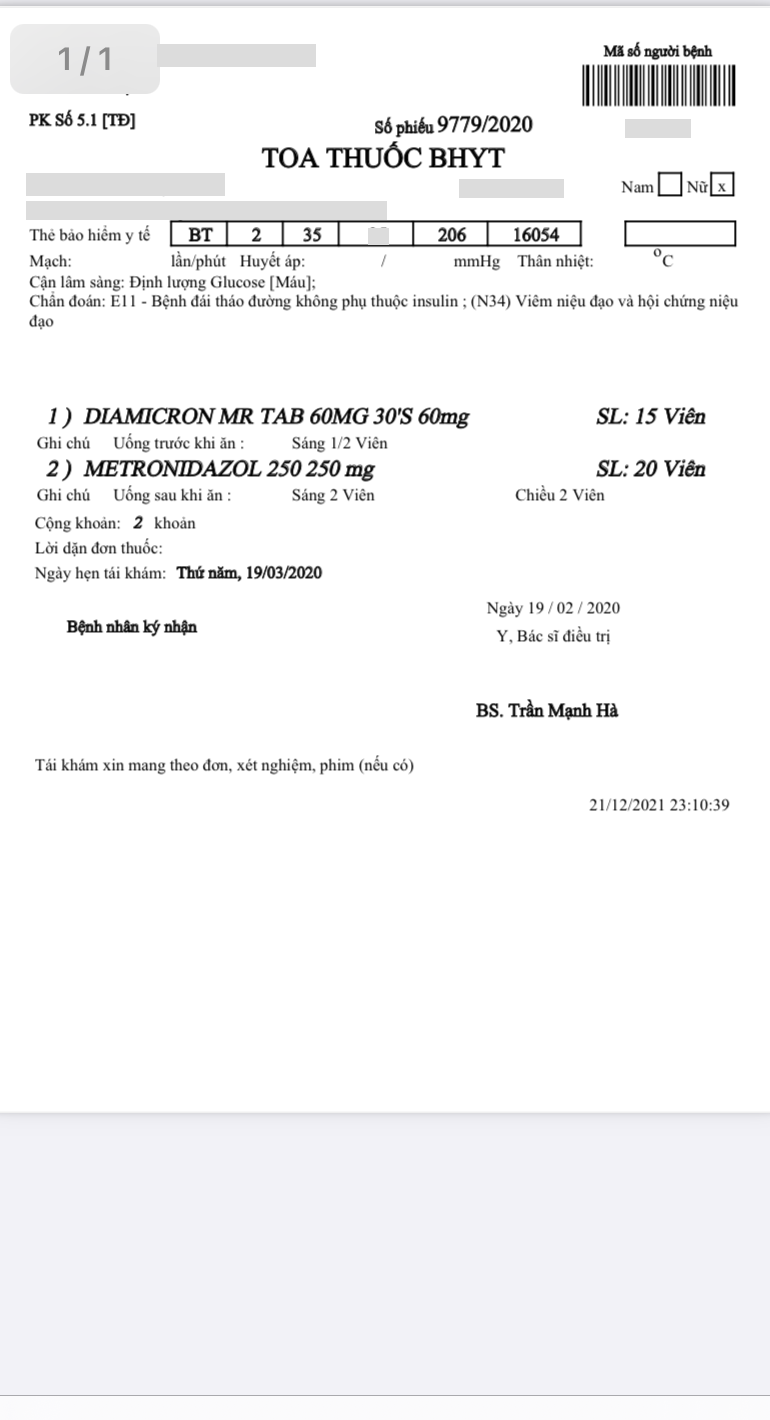 1/1
Mã số người bệnh
PK Số 5.1 [TĐ]
Số phiếu 9779/2020
TOA THUỐC BHYT
Nam Nữ x
Thẻ bảo hiểm y tế BT 2 35 206 16054
Mạch: lần/phút Huyết áp: / mmHg Thân nhiệt: °C
Cận lâm sàng: Định lượng Glucose [Máu];
Chẩn đoán: E11 - Bệnh đái tháo đường không phụ thuộc insulin ; (N34) Viêm niệu đạo và hội chứng niệu
đạo
1 ) DIAMICRON MR TAB 60MG 30'S 60mg SL: 15 Viên
Ghi chú Uống trước khi ăn : Sáng 1/2 Viên
2 ) METRONIDAZOL 250 250 mg SL: 20 Viên
Ghi chú Uống sau khi ăn : Sáng 2 Viên Chiều 2 Viên
Cộng khoản: 2 khoản
Lời dặn đơn thuốc:
Ngày hẹn tái khám: Thứ năm, 19/03/2020
Ngày 19 / 02 / 2020
Bệnh nhân ký nhận
Y, Bác sĩ điều trị
BS. Trần Mạnh Hà
Tái khám xin mang theo đơn, xét nghiệm, phim (nếu có)
21/12/2021 23:10:39